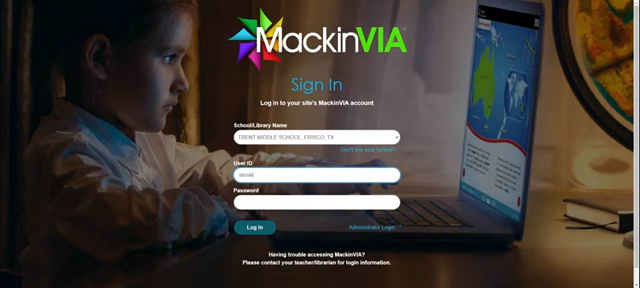 MackinVIA
Sign In
Log in to your site's MackinVIA account
School/Library Name
TRENT MIDDLE SCHOOL, FRISCO, TX
Don't see your school?
User ID
Password
Log In
Administrator Login
Having trouble accessing MackinVIA?
Please contact your teacher/librarian for login information.